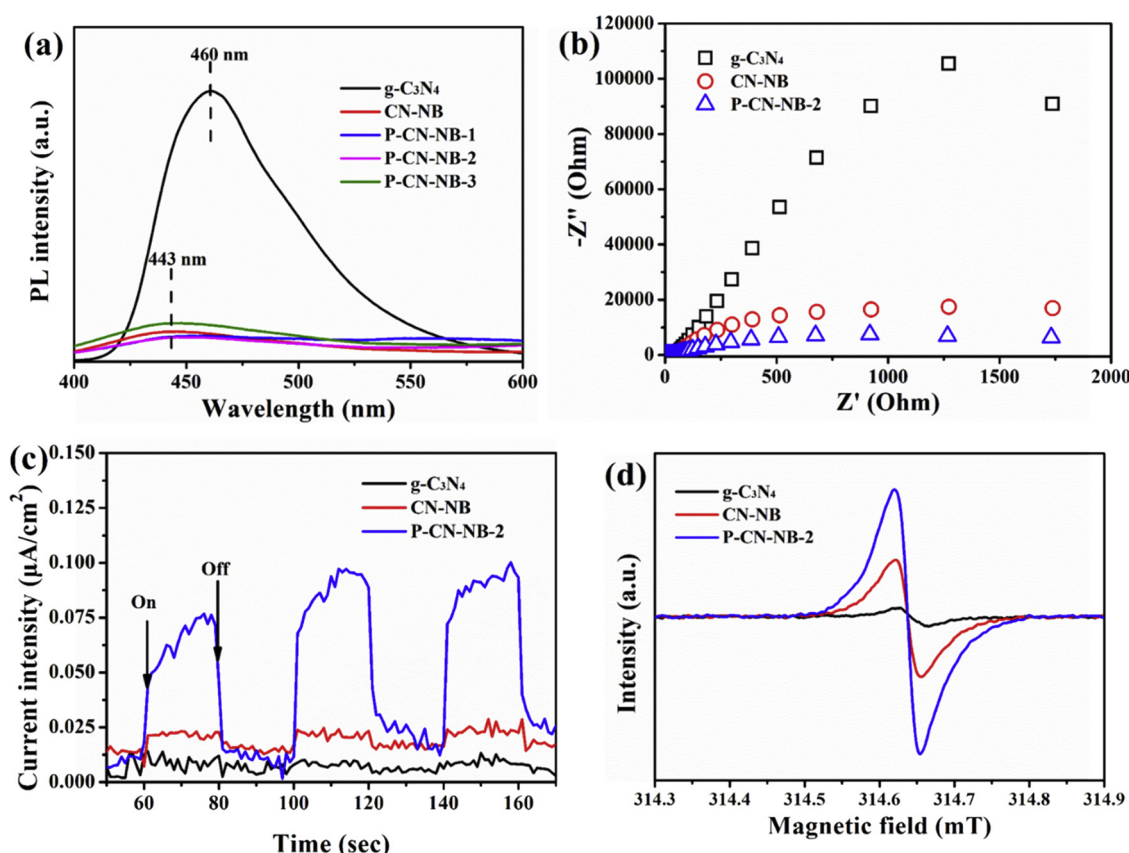 (a)
460 nm
443 nm
g-C₃N₄
CN-NB
P-CN-NB-1
P-CN-NB-2
P-CN-NB-3
PL intensity (a.u.)
400 450 500 550 600
Wavelength (nm)
(b)
120000
100000
80000
60000
40000
20000
0
g-C₃N₄
CN-NB
P-CN-NB-2
-Z'' (Ohm)
0 500 1000 1500 2000
Z' (Ohm)
(c)
0.150
0.125
0.100
0.075
0.050
0.025
0.000
g-C₃N₄
CN-NB
P-CN-NB-2
On
Off
Current intensity (μA/cm²)
60 80 100 120 140 160
Time (sec)
(d)
g-C₃N₄
CN-NB
P-CN-NB-2
Intensity (a.u.)
314.3 314.4 314.5 314.6 314.7 314.8 314.9
Magnetic field (mT)